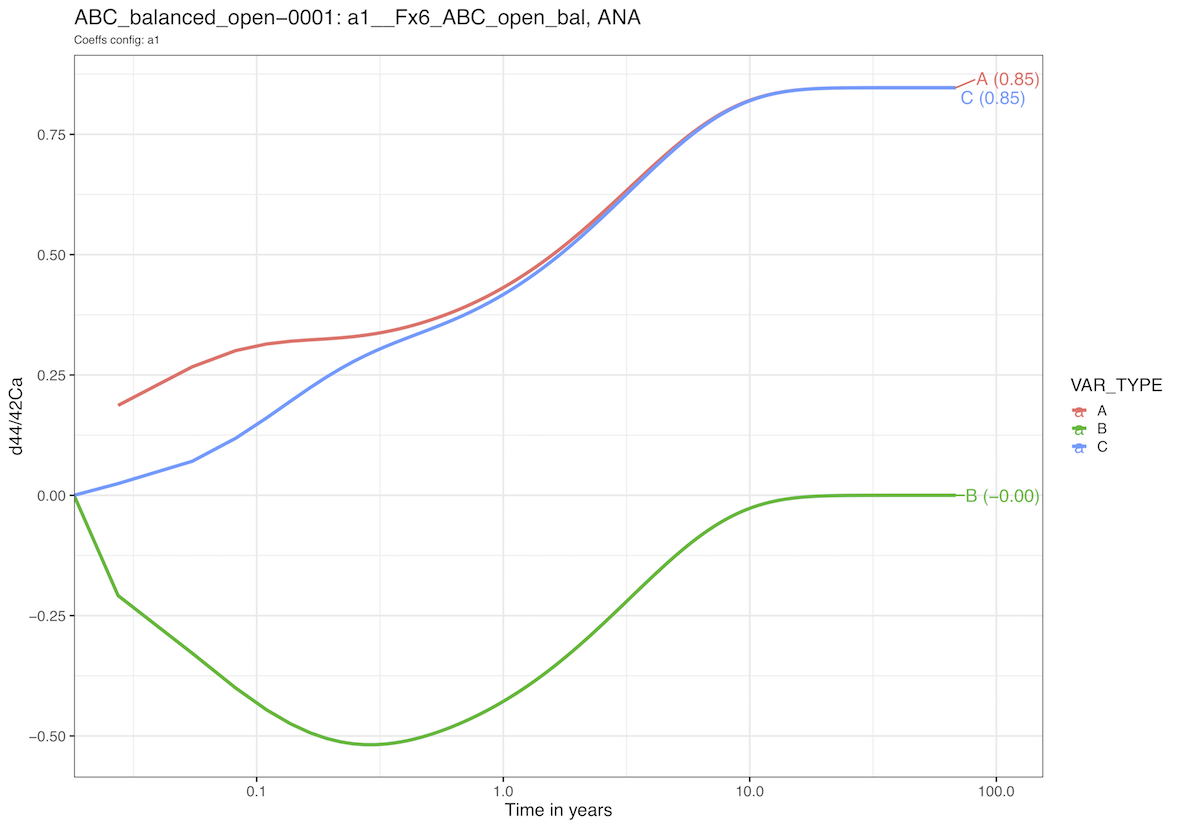 ABC_balanced_open−0001: a1__Fx6_ABC_open_bal, ANA
Coeffs config: a1
A (0.85)
C (0.85)
0.75
0.50
0.25
0.00
B (−0.00)
−0.25
−0.50
d44/42Ca
0.1
1.0
10.0
100.0
Time in years
VAR_TYPE
a A
a B
a C